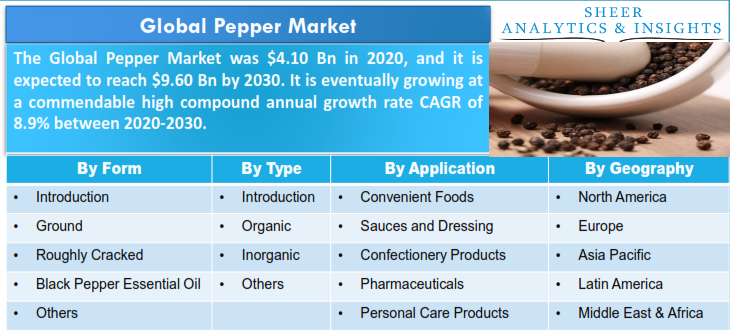 Global Pepper Market
SHEER
ANALYTICS & INSIGHTS
The Global Pepper Market was $4.10 Bn in 2020, and it is
expected to reach $9.60 Bn by 2030. It is eventually growing at
a commendable high compound annual growth rate CAGR of
8.9% between 2020-2030.
By Form
• Introduction
• Ground
• Roughly Cracked
• Black Pepper Essential Oil
• Others
By Type
• Introduction
• Organic
• Inorganic
• Others
By Application
• Convenient Foods
• Sauces and Dressing
• Confectionery Products
• Pharmaceuticals
• Personal Care Products
By Geography
• North America
• Europe
• Asia Pacific
• Latin America
• Middle East & Africa